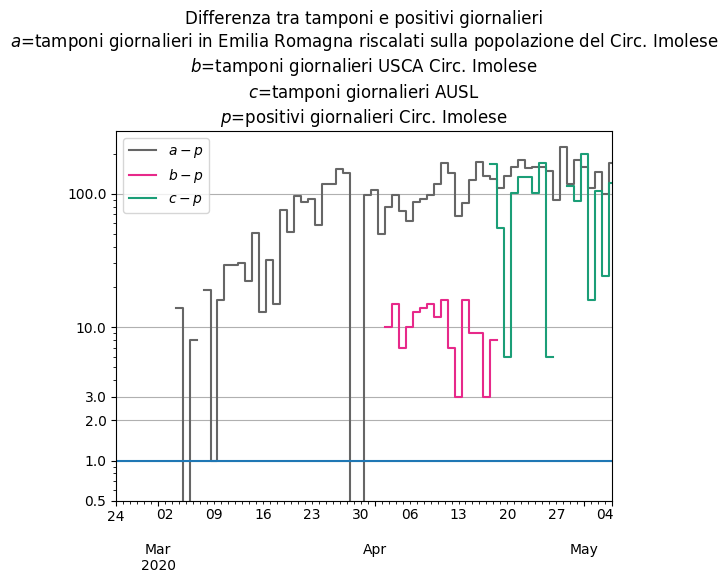 Differenza tra tamponi e positivi giornalieri
a=tamponi giornalieri in Emilia Romagna riscalati sulla popolazione del Circ. Imolese
b=tamponi giornalieri USCA Circ. Imolese
c=tamponi giornalieri AUSL
p=positivi giornalieri Circ. Imolese
a − p
b − p
c − p
100.0
10.0
3.0
2.0
1.0
0.5
24 02 09 16 23 30 06 13 20 27 04
Mar Apr May
2020